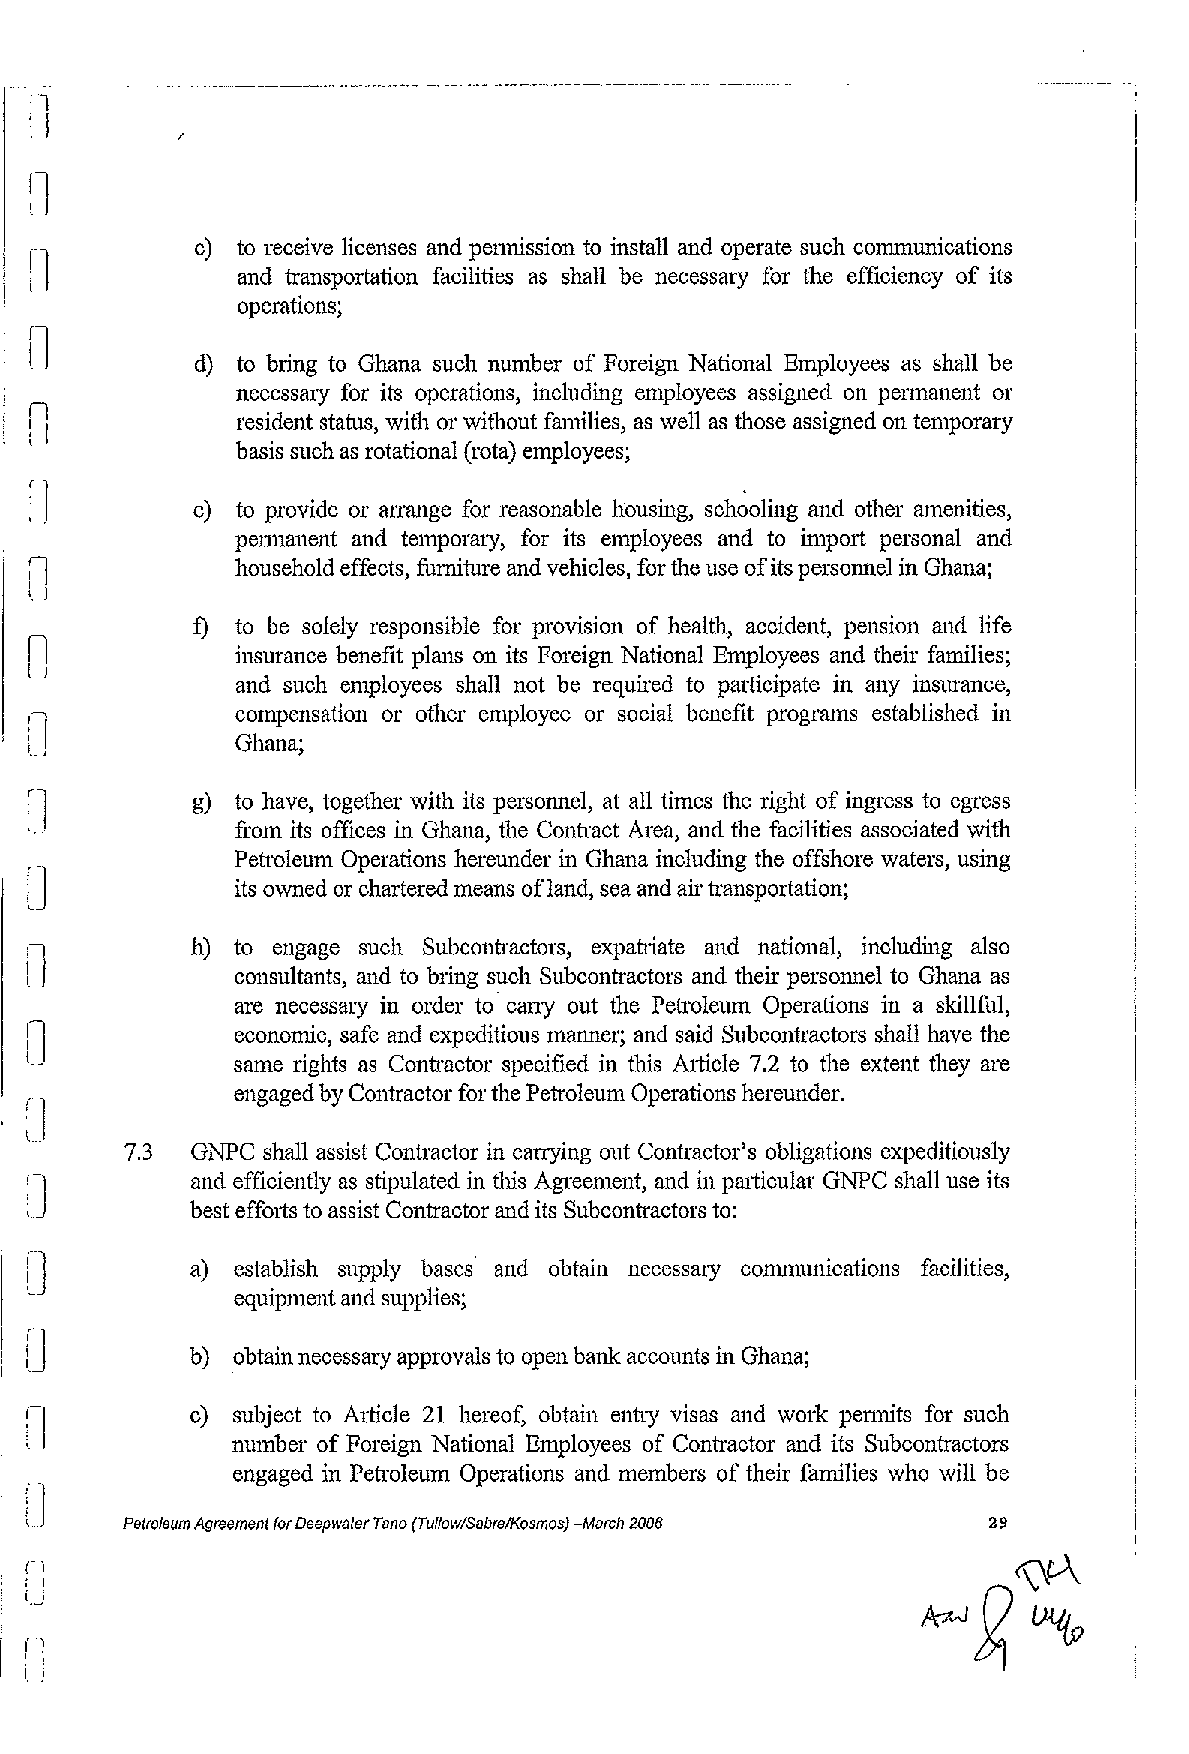 c) to receive licenses and permission to install and operate such communications
and transportation facilities as shall be necessary for the efficiency of its
operations;
d) to bring to Ghana such number of Foreign National Employees as shall be
necessary for its operations, including employees assigned on permanent or
resident status, with or without families, as well as those assigned on temporary
basis such as rotational (rota) employees;
e) to provide or arrange for reasonable housing, schooling and other amenities,
permanent and temporary, for its employees and to import personal and
household effects, furniture and vehicles, for the use of its personnel in Ghana;
f) to be solely responsible for provision of health, accident, pension and life
insurance benefit plans on its Foreign National Employees and their families;
and such employees shall not be required to participate in any insurance,
compensation or other employee or social benefit programs established in
Ghana;
g) to have, together with its personnel, at all times the right of ingress to egress
from its offices in Ghana, the Contract Area, and the facilities associated with
Petroleum Operations hereunder in Ghana including the offshore waters, using
its owned or chartered means of land, sea and air transportation;
h) to engage such Subcontractors, expatriate and national, including also
consultants, and to bring such Subcontractors and their personnel to Ghana as
are necessary in order to carry out the Petroleum Operations in a skillful,
economic, safe and expeditious manner; and said Subcontractors shall have the
same rights as Contractor specified in this Article 7.2 to the extent they are
engaged by Contractor for the Petroleum Operations hereunder.
7.3 GNPC shall assist Contractor in carrying out Contractor's obligations expeditiously
and efficiently as stipulated in this Agreement, and in particular GNPC shall use its
best efforts to assist Contractor and its Subcontractors to:
a) establish supply bases and obtain necessary communications facilities,
equipment and supplies;
b) obtain necessary approvals to open bank accounts in Ghana;
c) subject to Article 21 hereof, obtain entry visas and work permits for such
number of Foreign National Employees of Contractor and its Subcontractors
engaged in Petroleum Operations and members of their families who will be
Petroleum Agreement for Deepwater Tano (Tullow/Sabre/Kosmos) –March 2006 29